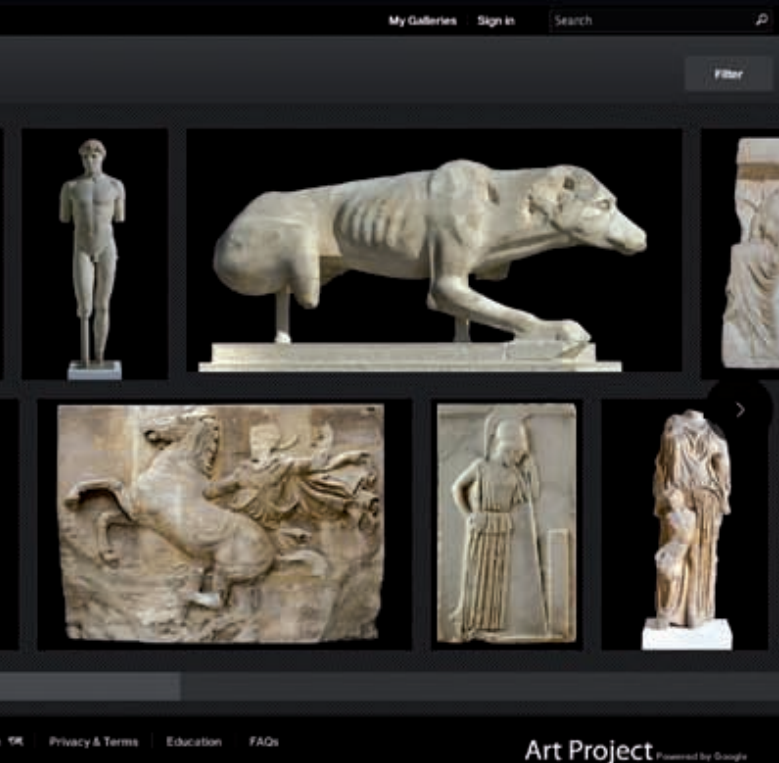 My Galleries Sign in Search
Filter
Privacy & Terms Education FAQs
Art Project Powered by Google